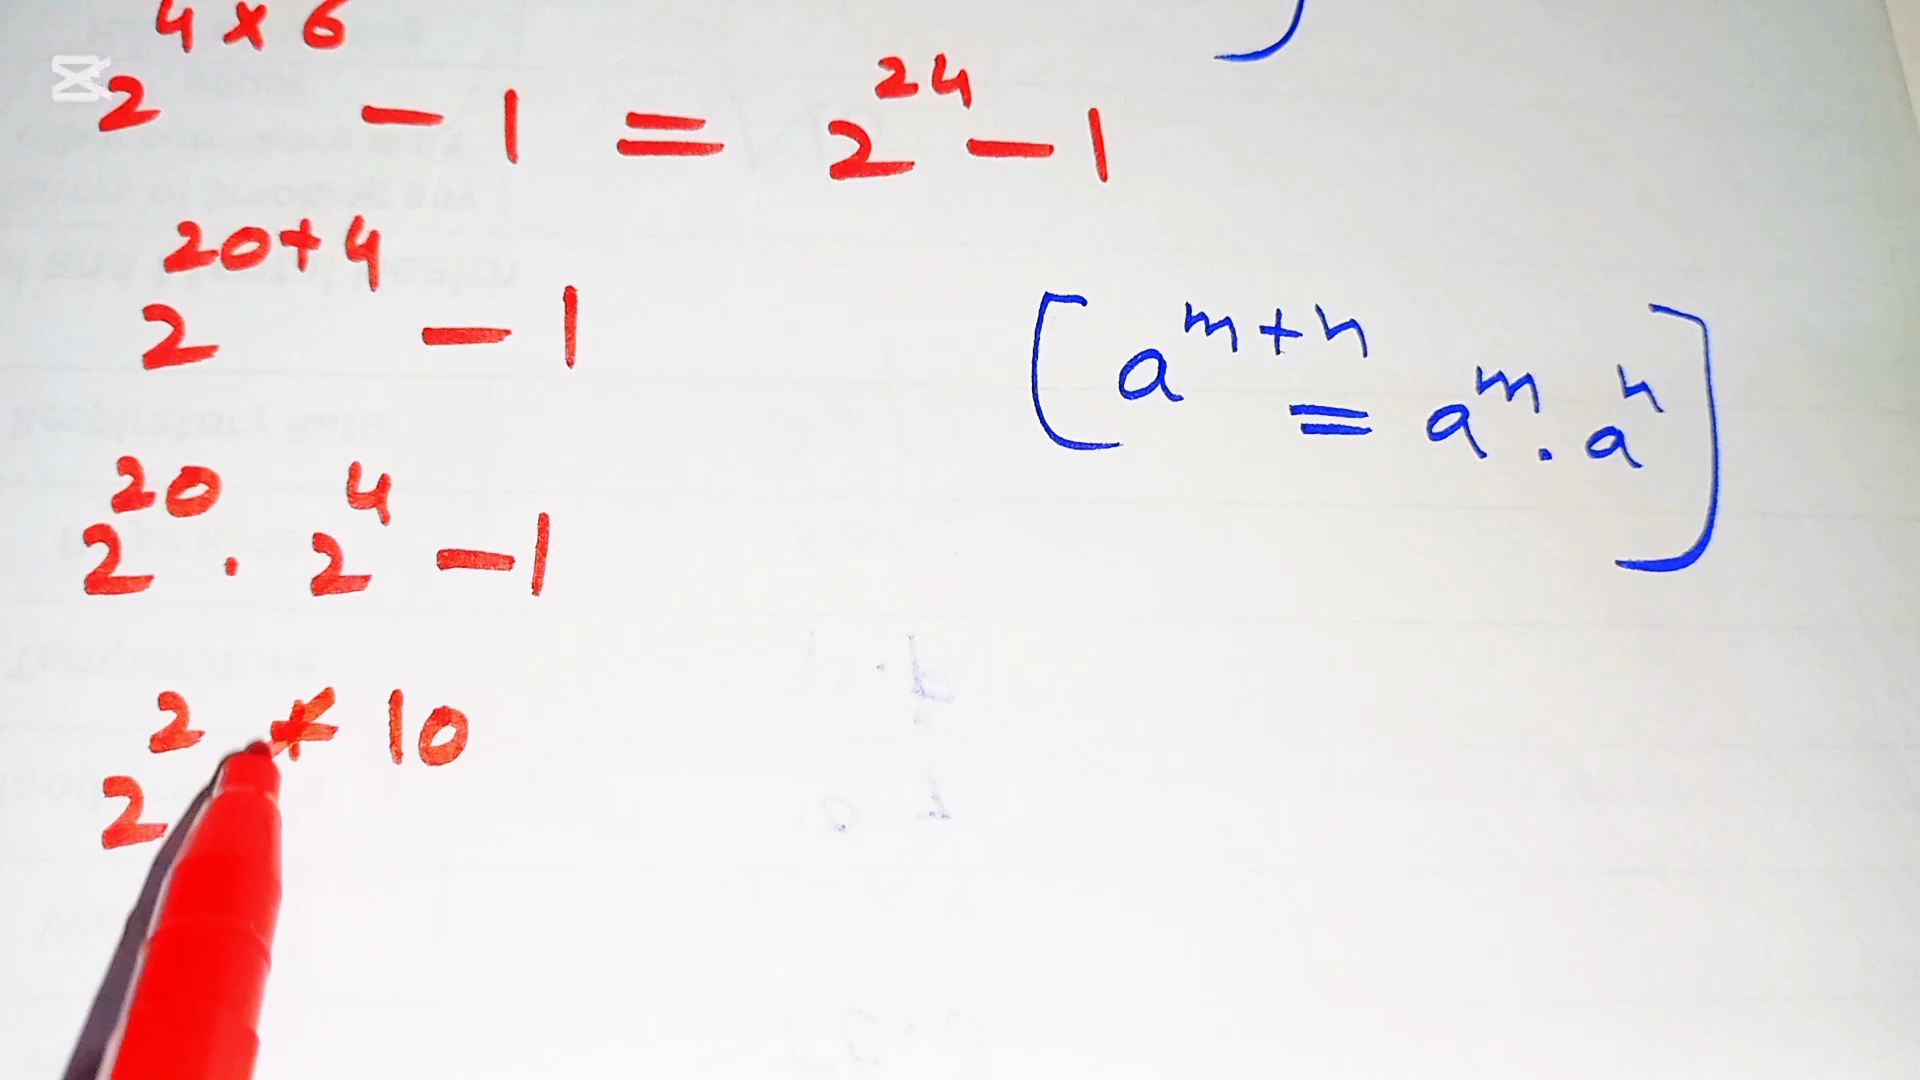 2^{4×6} - 1 = 2^{24} - 1
2^{20+4} - 1
[a^{m+n}
= a^m . a^n]
2^{20} . 2^4 - 1
2^{2 × 10}